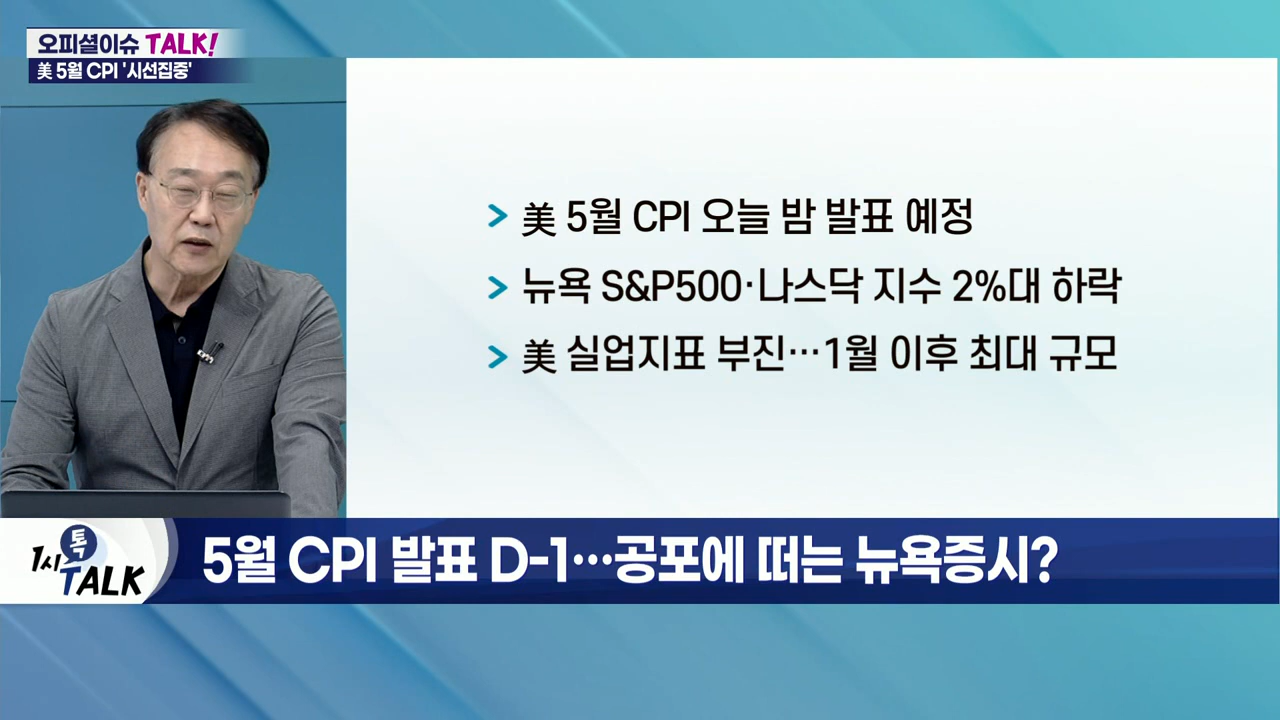 오피셜이슈 TALK!
美 5월 CPI '시선집중'
> 美 5월 CPI 오늘 밤 발표 예정
> 뉴욕 S&P500·나스닥 지수 2%대 하락
> 美 실업지표 부진…1월 이후 최대 규모
1시 톡 TALK
5월 CPI 발표 D-1…공포에 떠는 뉴욕증시?